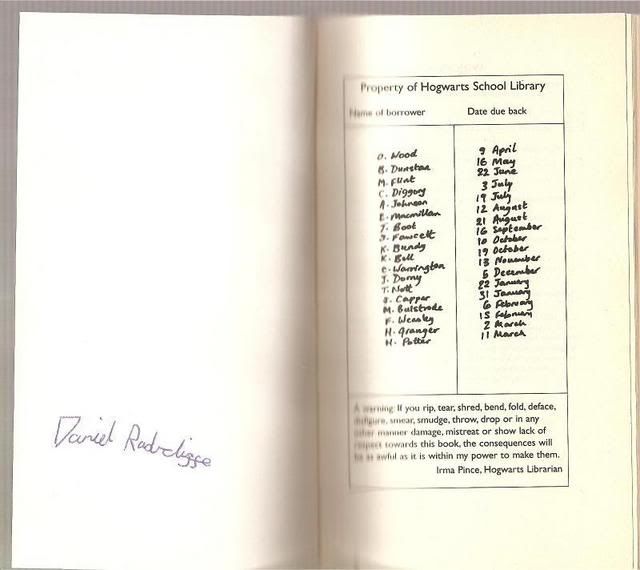 Daniel Radcliffe
Property of Hogwarts School Library
Name of borrower Date due back
O. Wood 9 April
B. Dunstan 16 May
M. Flint 22 June
C. Diggory 3 July
A. Johnson 19 July
E. Macmillan 12 August
T. Boot 21 August
S. Fawcett 16 September
K. Bundy 10 October
K. Bell 19 October
C. Warrington 13 November
J. Dorny 5 December
T. Nott 22 January
S. Capper 31 January
M. Bulstrode 6 February
F. Weasley 15 February
H. Granger 2 March
H. Potter 11 March
A warning: If you rip, tear, shred, bend, fold, deface,
disfigure, smear, smudge, throw, drop or in any
other manner damage, mistreat or show lack of
respect towards this book, the consequences will
be as awful as it is within my power to make them.
Irma Pince, Hogwarts Librarian